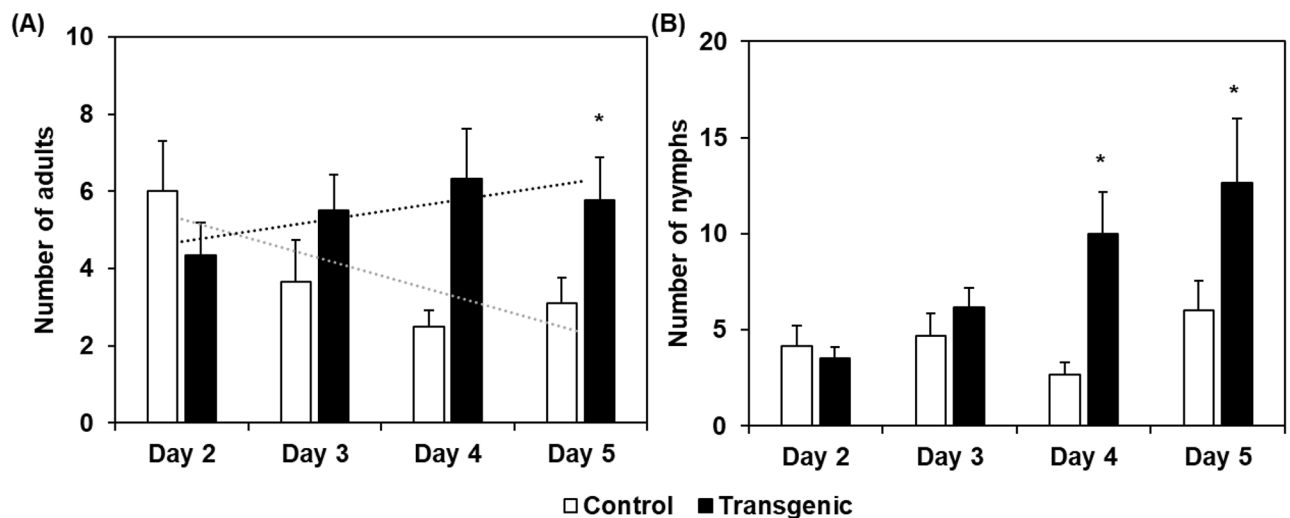 (A)
Number of adults
10
8
6
4
2
0
Day 2 Day 3 Day 4 Day 5
*
(B)
Number of nymphs
20
15
10
5
0
Day 2 Day 3 Day 4 Day 5
*
*
Control Transgenic